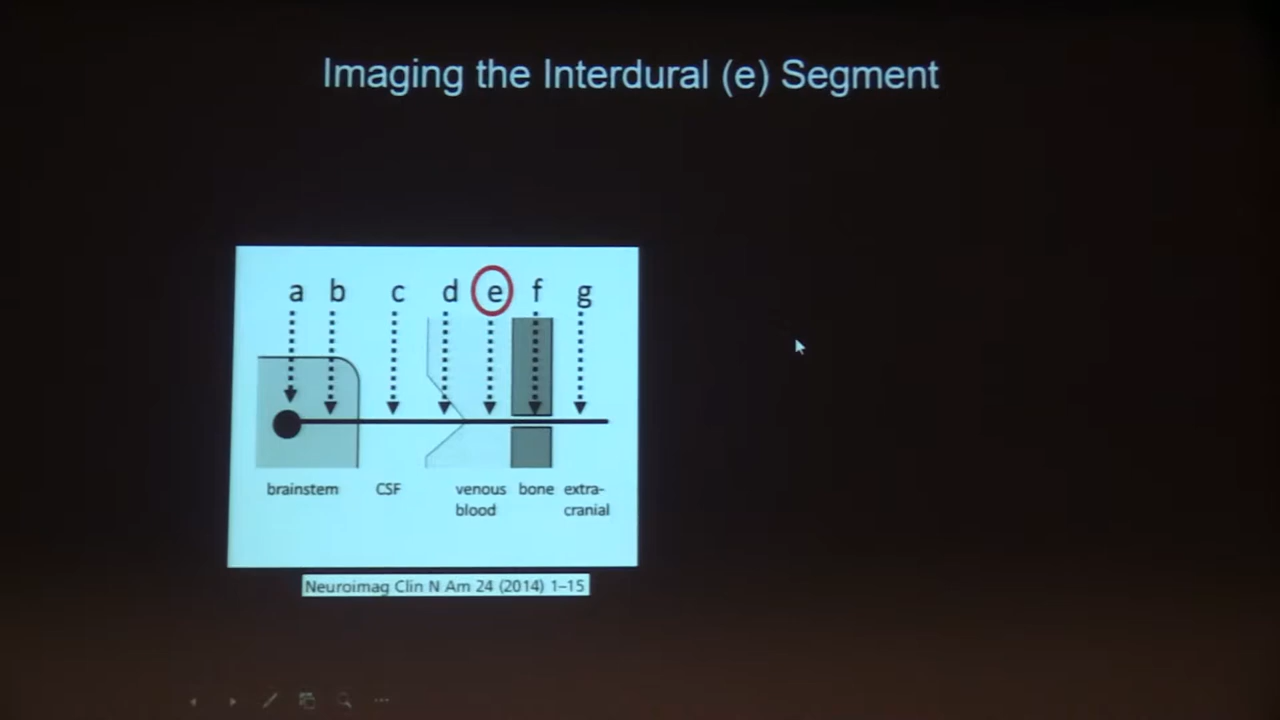 Imaging the Interdural (e) Segment
a b c d e f g
brainstem CSF venous blood bone extra-cranial
Neuroimag Clin N Am 24 (2014) 1–15